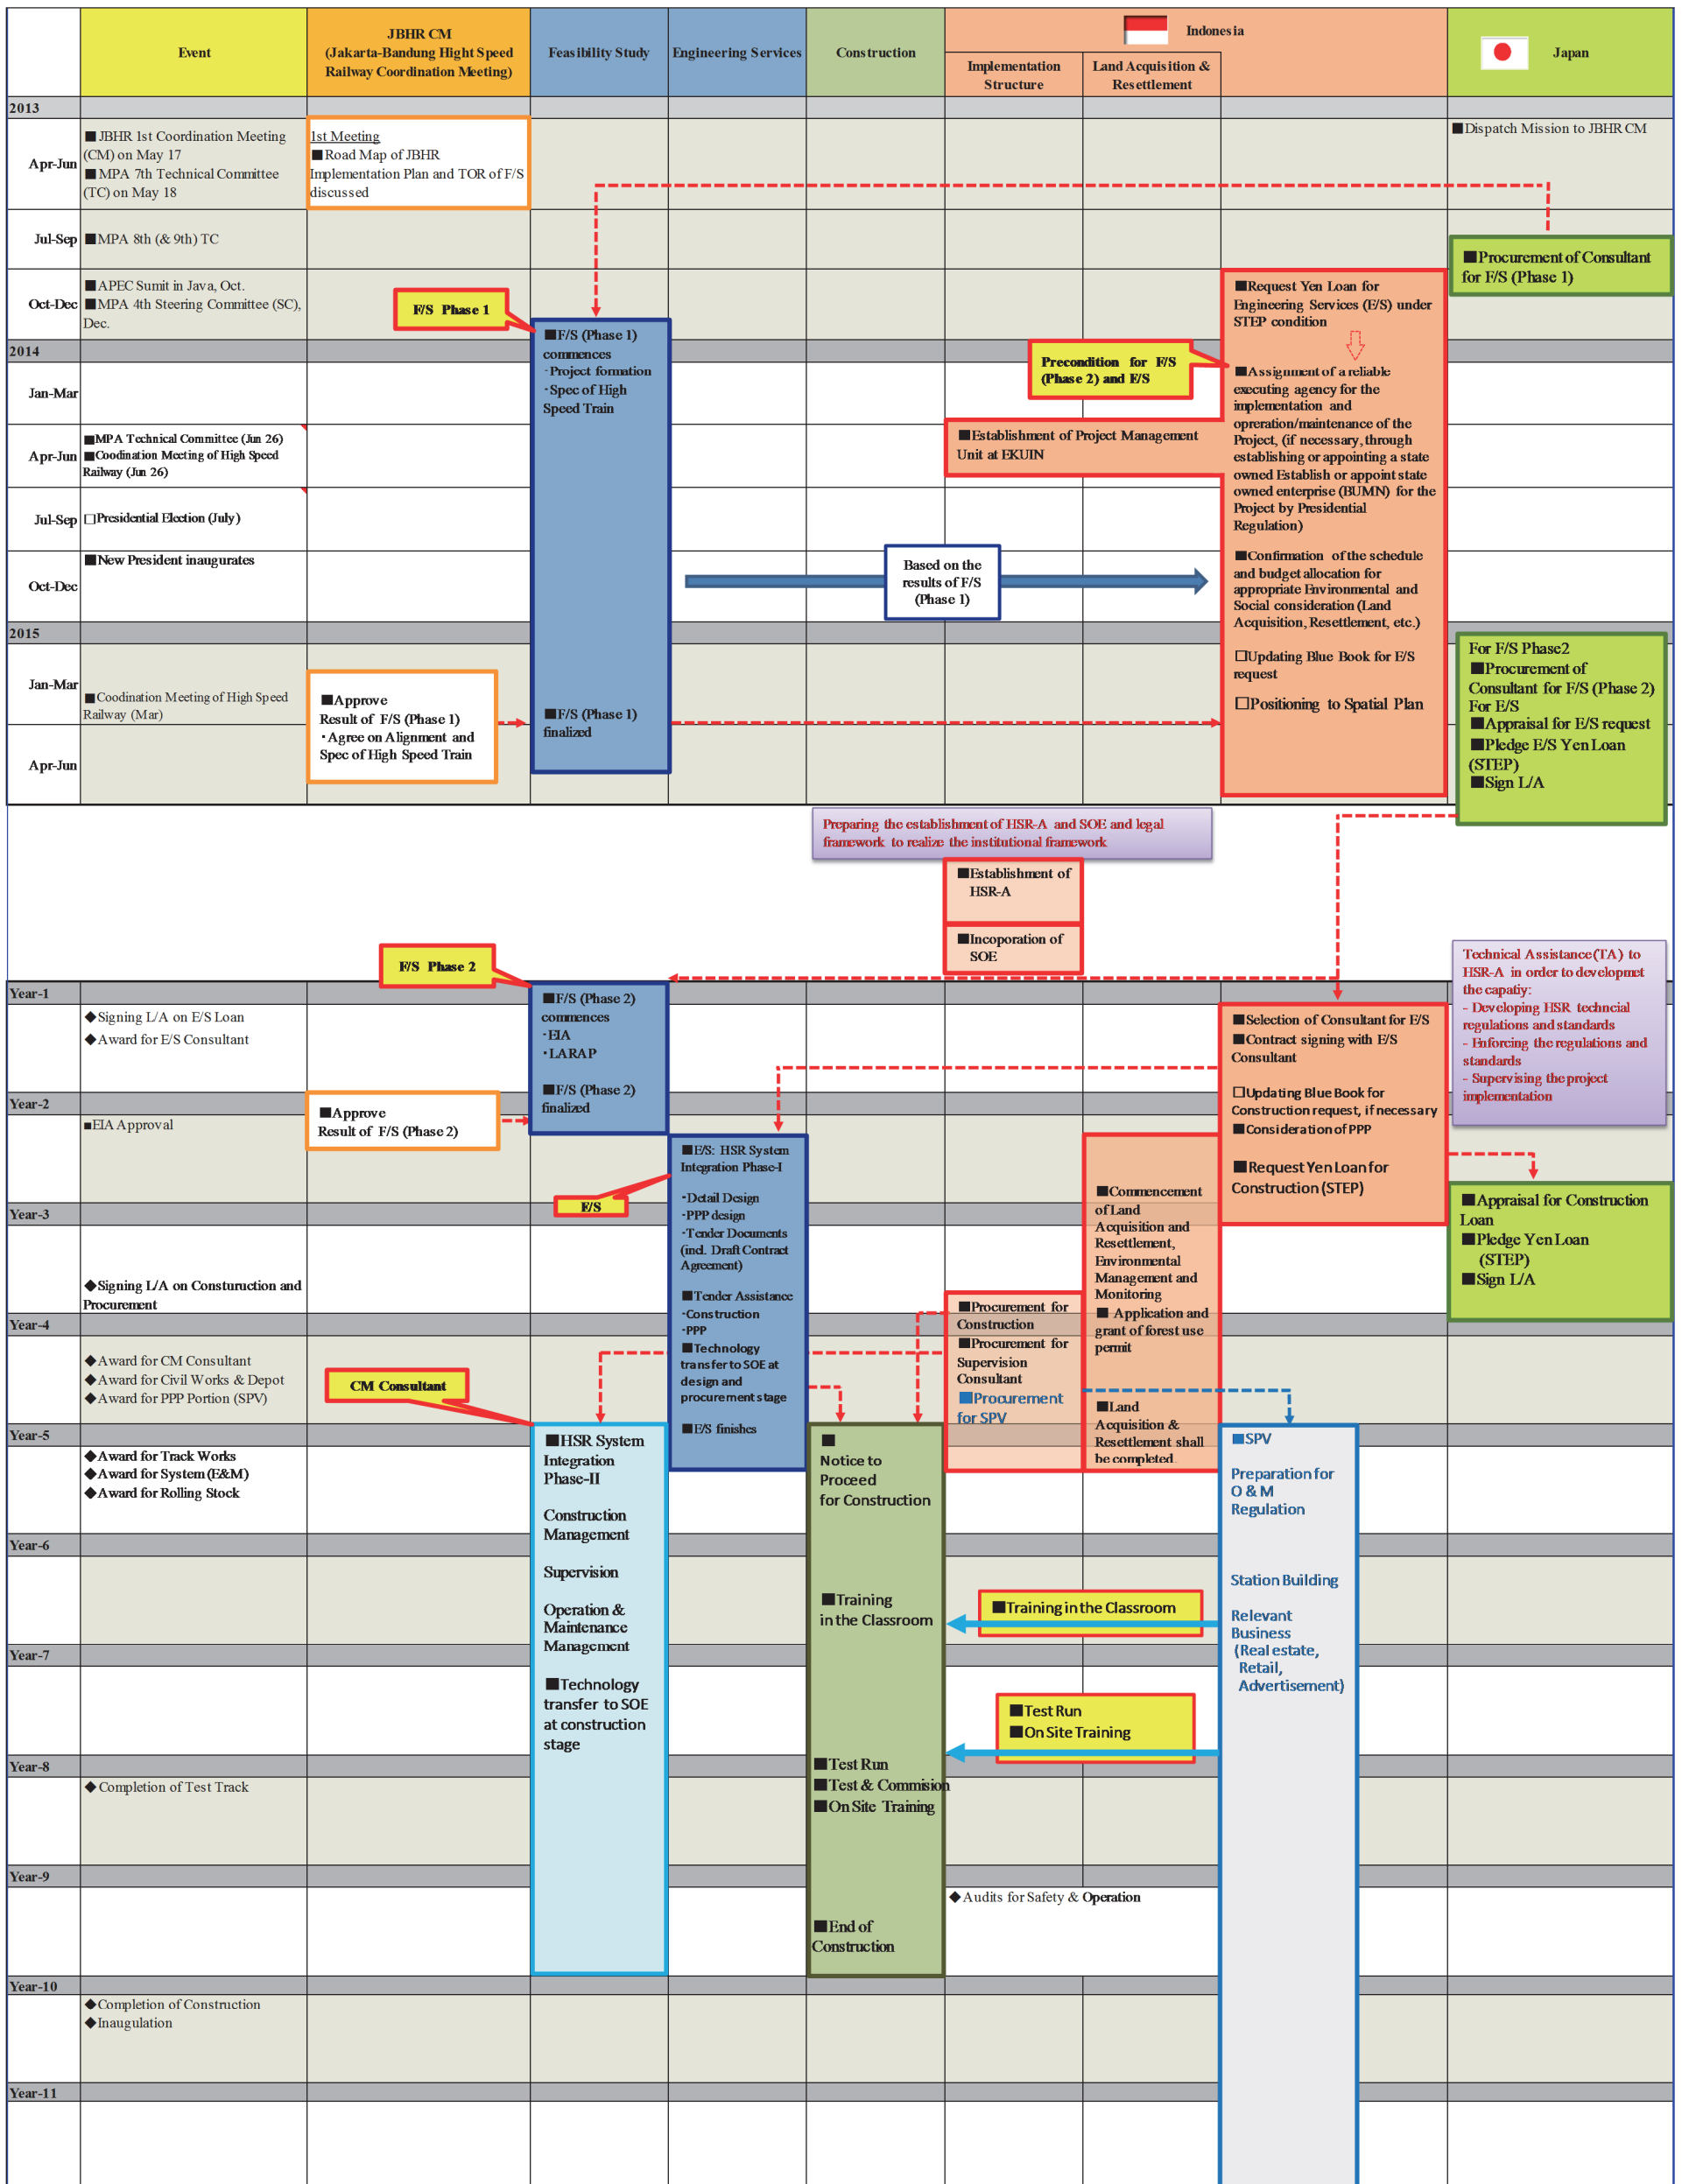 Event
JBHR CM
(Jakarta-Bandung Hight Speed
Railway Coordination Meeting)
Feasibility Study
Engineering Services
Construction
Indonesia
Implementation
Structure
Land Acquisition &
Resettlement
Japan
2013
Apr-Jun
■JBHR 1st Coordination Meeting
(CM) on May 17
■MPA 7th Technical Committee
(TC) on May 18
1st Meeting
■Road Map of JBHR
Implementation Plan and TOR of F/S
discussed
■Dispatch Mission to JBHR CM
Jul-Sep
■MPA 8th (& 9th) TC
■Procurement of Consultant
for F/S (Phase 1)
Oct-Dec
■APEC Sumit in Java, Oct.
■MPA 4th Steering Committee (SC),
Dec.
F/S Phase 1
■F/S (Phase 1)
commences
・Project formation
・Spec of High
Speed Train
■Request Yen Loan for
Engineering Services (E/S) under
STEP condition
2014
Precondition for F/S
(Phase 2) and E/S
■Assignment of a reliable
executing agency for the
implementation and
opreration/maintenance of the
Project, (if necessary, through
establishing or appointing a state
owned Establish or appoint state
owned enterprise (BUMN) for the
Project by Presidential
Regulation)
Jan-Mar
Apr-Jun
■MPA Technical Committee (Jun 26)
■Coodination Meeting of High Speed
Railway (Jun 26)
■Establishment of Project Management
Unit at EKUIN
Jul-Sep
□Presidential Election (July)
Oct-Dec
■New President inaugurates
Based on the
results of F/S
(Phase 1)
■Confirmation of the schedule
and budget allocation for
appropriate Environmental and
Social consideration (Land
Acquisition, Resettlement, etc.)
□Updating Blue Book for E/S
request
□Positioning to Spatial Plan
2015
Jan-Mar
■Coodination Meeting of High Speed
Railway (Mar)
■Approve
Result of F/S (Phase 1)
・Agree on Alignment and
Spec of High Speed Train
■F/S (Phase 1)
finalized
For F/S Phase2
■Procurement of
Consultant for F/S (Phase 2)
For E/S
■Appraisal for E/S request
■Pledge E/S Yen Loan
(STEP)
■Sign L/A
Apr-Jun
Preparing the establishment of HSR-A and SOE and legal
framework to realize the institutional framework
■Establishment of
HSR-A
■Incoporation of
SOE
F/S Phase 2
Technical Assistance (TA) to
HSR-A in order to developmet
the capatiy:
- Developing HSR techncial
regulations and standards
- Enforcing the regulations and
standards
- Supervising the project
implementation
Year-1
◆Signing L/A on E/S Loan
◆Award for E/S Consultant
■F/S (Phase 2)
commences
・EIA
・LARAP
■F/S (Phase 2)
finalized
■Selection of Consultant for E/S
■Contract signing with E/S
Consultant
□Updating Blue Book for
Construction request, if necessary
■Consideration of PPP
■Request Yen Loan for
Construction (STEP)
Year-2
■EIA Approval
■Approve
Result of F/S (Phase 2)
E/S
■E/S: HSR System
Integration Phase-I
・Detail Design
・PPP design
・Tender Documents
(incl. Draft Contract
Agreement)
■Tender Assistance
・Construction
・PPP
■Technology
transfer to SOE at
design and
procurement stage
■E/S finishes
■Commencement
of Land
Acquisition and
Resettlement,
Environmental
Management and
Monitoring
■ Application and
grant of forest use
permit
■Land
Acquisition &
Resettlement shall
be completed.
■Appraisal for Construction
Loan
■Pledge Yen Loan
(STEP)
■Sign L/A
Year-3
◆Signing L/A on Consturuction and
Procurement
■Procurement for
Construction
■Procurement for
Supervision
Consultant
■Procurement
for SPV
Year-4
◆Award for CM Consultant
◆Award for Civil Works & Depot
◆Award for PPP Portion (SPV)
CM Consultant
Year-5
◆Award for Track Works
◆Award for System (E&M)
◆Award for Rolling Stock
■HSR System
Integration
Phase-II
Construction
Management
Supervision
Operation &
Maintenance
Management
■Technology
transfer to SOE
at construction
stage
■
Notice to
Proceed
for Construction
■SPV
Preparation for
O & M
Regulation
Station Building
Relevant
Business
(Real estate,
Retail,
Advertisement)
Year-6
■Training
in the Classroom
■Training in the Classroom
Year-7
■Test Run
■On Site Training
Year-8
◆ Completion of Test Track
■Test Run
■Test & Commision
■On Site Training
Year-9
◆ Audits for Safety & Operation
■End of
Construction
Year-10
◆Completion of Construction
◆Inaugulation
Year-11